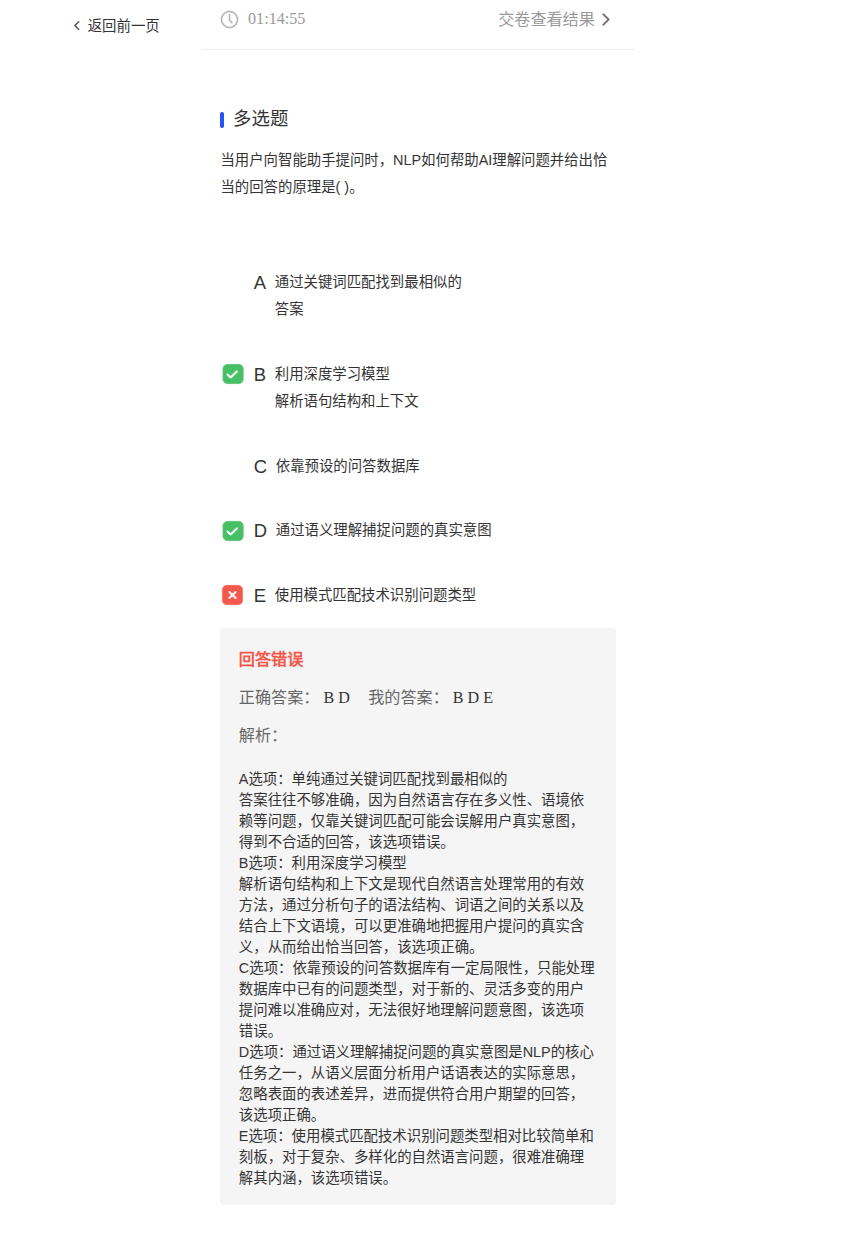 返回前一页
01:14:55
交卷查看结果
多选题
当用户向智能助手提问时，NLP如何帮助AI理解问题并给出恰
当的回答的原理是( )。
A 通过关键词匹配找到最相似的
答案
B 利用深度学习模型
解析语句结构和上下文
C 依靠预设的问答数据库
D 通过语义理解捕捉问题的真实意图
E 使用模式匹配技术识别问题类型
回答错误
正确答案： B D 我的答案： B D E
解析：
A选项：单纯通过关键词匹配找到最相似的
答案往往不够准确，因为自然语言存在多义性、语境依
赖等问题，仅靠关键词匹配可能会误解用户真实意图，
得到不合适的回答，该选项错误。
B选项：利用深度学习模型
解析语句结构和上下文是现代自然语言处理常用的有效
方法，通过分析句子的语法结构、词语之间的关系以及
结合上下文语境，可以更准确地把握用户提问的真实含
义，从而给出恰当回答，该选项正确。
C选项：依靠预设的问答数据库有一定局限性，只能处理
数据库中已有的问题类型，对于新的、灵活多变的用户
提问难以准确应对，无法很好地理解问题意图，该选项
错误。
D选项：通过语义理解捕捉问题的真实意图是NLP的核心
任务之一，从语义层面分析用户话语表达的实际意思，
忽略表面的表述差异，进而提供符合用户期望的回答，
该选项正确。
E选项：使用模式匹配技术识别问题类型相对比较简单和
刻板，对于复杂、多样化的自然语言问题，很难准确理
解其内涵，该选项错误。